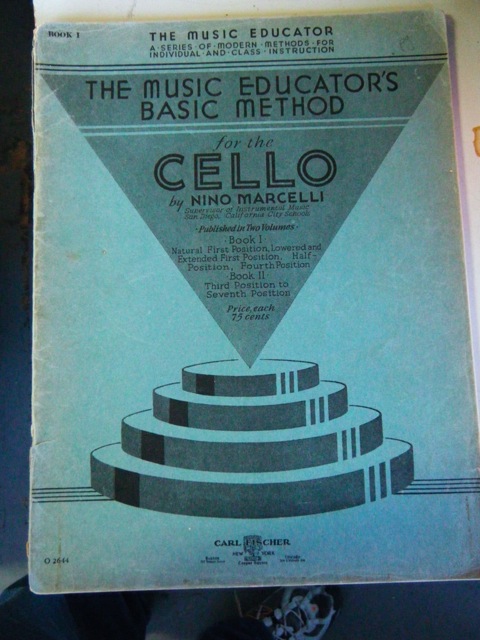 BOOK I
THE MUSIC EDUCATOR
A·SERIES·OF·MODERN·METHODS·FOR
INDIVIDUAL·AND·CLASS·INSTRUCTION
THE MUSIC EDUCATOR'S
BASIC METHOD
for the
CELLO
by NINO MARCELLI
Supervisor of Instrumental Music
San Diego, California City Schools
·Published in Two Volumes·
·Book I·
Natural First Position, Lowered and
Extended First Position, Half-
Position, Fourth Position
·Book II·
Third Position to
Seventh Position
Price, each
75 cents
CARL FISCHER
NEW YORK
Cooper Square
O 2644